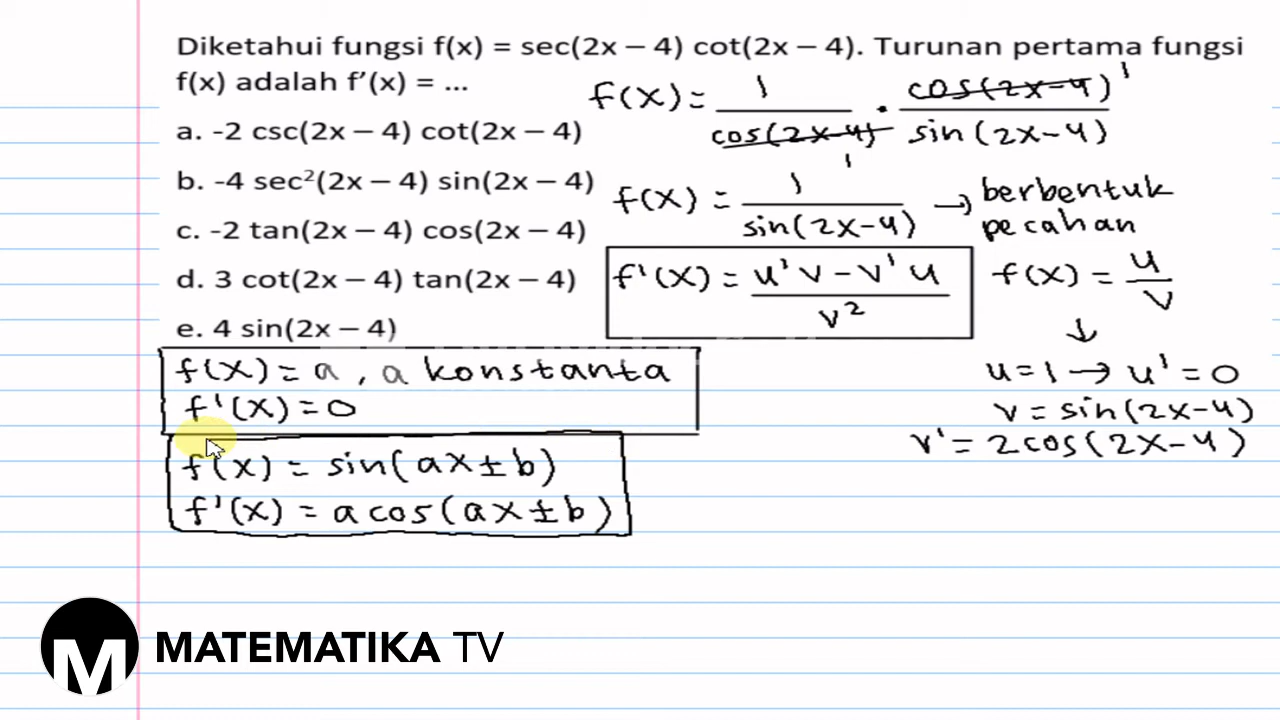 Diketahui fungsi f(x) = sec(2x – 4) cot(2x – 4). Turunan pertama fungsi
f(x) adalah f’(x) = ...
f(x) = 1/cos(2x-4) · cos(2x-4)/sin(2x-4)
1
1
a. -2 csc(2x – 4) cot(2x – 4)
b. -4 sec²(2x – 4) sin(2x – 4)
f(x) = 1/sin(2x-4) → berbentuk
pecahan
c. -2 tan(2x – 4) cos(2x – 4)
d. 3 cot(2x – 4) tan(2x – 4)
f'(x) = u'v - v'u/v²
f(x) = u/v
↓
e. 4 sin(2x – 4)
f(x) = a , a konstanta
f'(x) = 0
u = 1 → u' = 0
v = sin(2x-4)
v' = 2cos(2x-4)
f(x) = sin(ax±b)
f'(x) = a cos(ax±b)
M MATEMATIKA TV